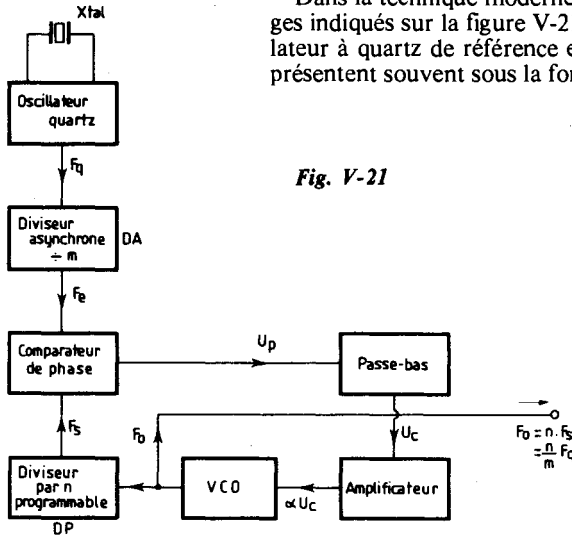 Dans la technique moderne
ges indiqués sur la figure V-2
lateur à quartz de référence e
présentent souvent sous la for
Fig. V-21
Xtal
Oscillateur
quartz
Fq
Diviseur
asynchrone
÷ m
DA
Fe
Comparateur
de phase
Up
Passe-bas
Fs
Fo
Uc
Fo = n. Fs
= n/m Fq
Diviseur
par n
programmable
DP
VCO
αUc
Amplificateur